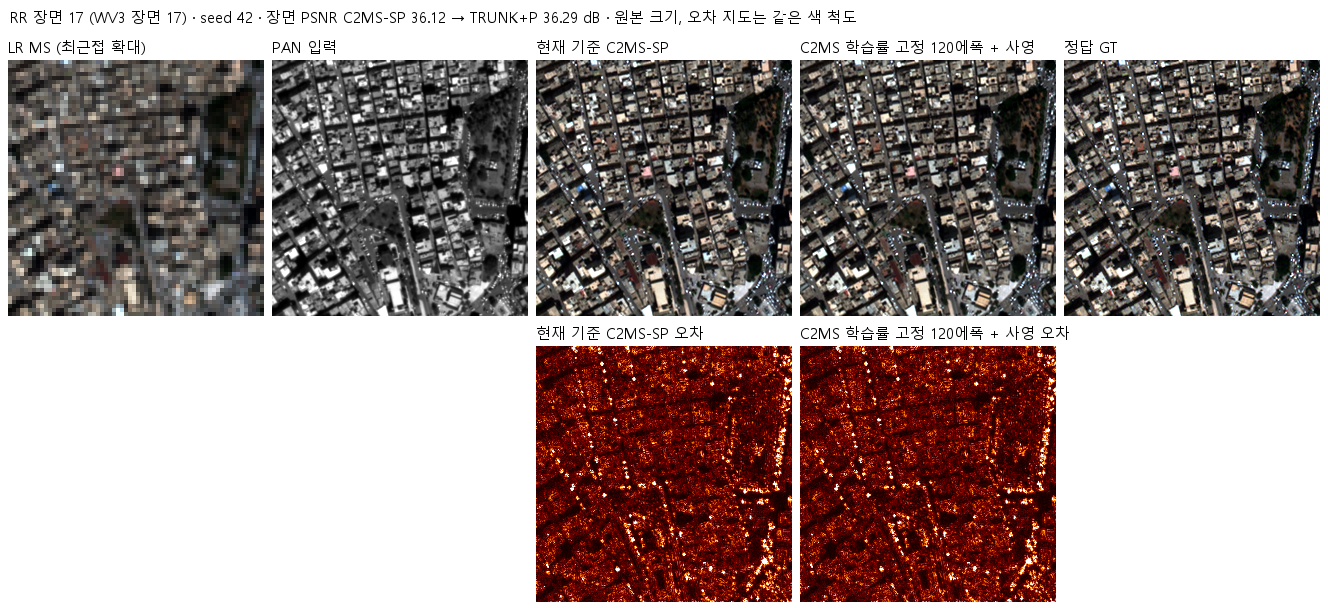 RR 장면 17 (WV3 장면 17) · seed 42 · 장면 PSNR C2MS-SP 36.12 → TRUNK+P 36.29 dB · 원본 크기, 오차 지도는 같은 색 척도
LR MS (최근접 확대)
PAN 입력
현재 기준 C2MS-SP
C2MS 학습률 고정 120에폭 + 사영
정답 GT
현재 기준 C2MS-SP 오차
C2MS 학습률 고정 120에폭 + 사영 오차